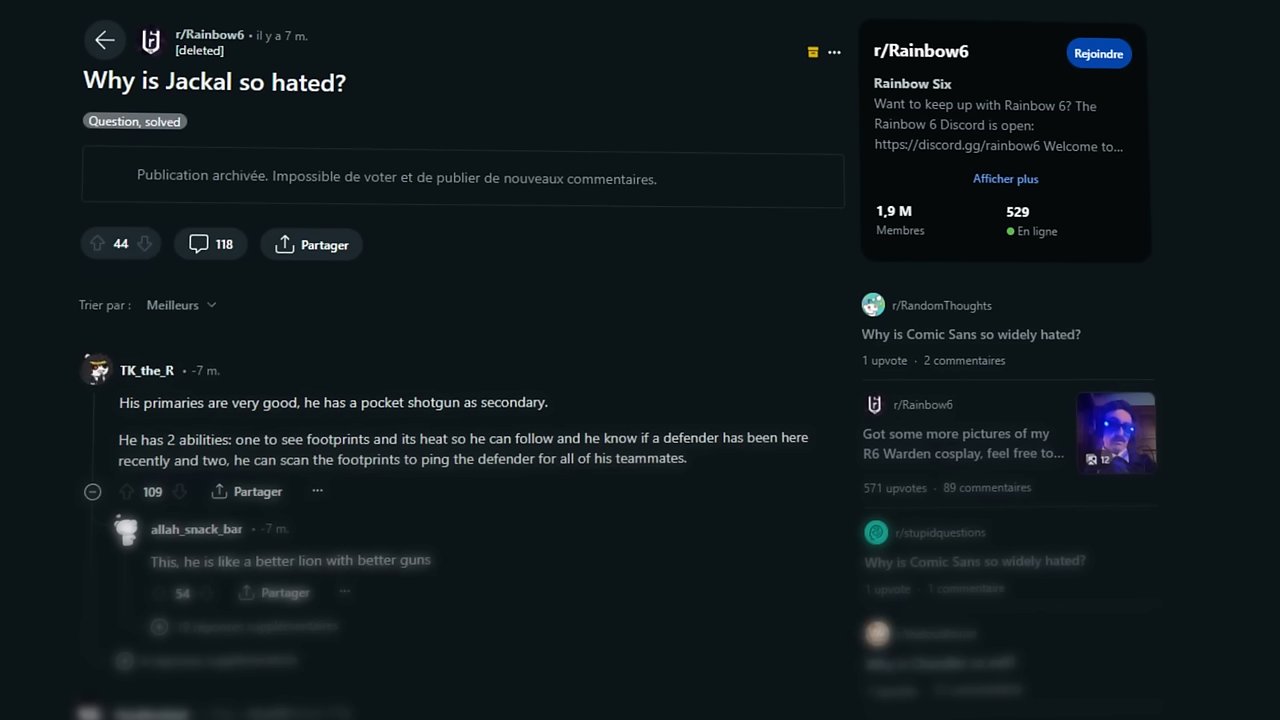 r/Rainbow6 • il y a 7 m.
[deleted]
Why is Jackal so hated?
Question, solved
Publication archivée. Impossible de voter et de publier de nouveaux commentaires.
44
118
Partager
Trier par :
Meilleurs
TK_the_R • -7 m.
His primaries are very good, he has a pocket shotgun as secondary.
He has 2 abilities: one to see footprints and its heat so he can follow and he know if a defender has been here
recently and two, he can scan the footprints to ping the defender for all of his teammates.
109
Partager
allah_snack_bar • -7 m.
This, he is like a better lion with better guns
54
Partager
r/Rainbow6
Rejoindre
Rainbow Six
Want to keep up with Rainbow 6? The
Rainbow 6 Discord is open:
https://discord.gg/rainbow6 Welcome to...
Afficher plus
1,9 M
529
Membres
En ligne
r/RandomThoughts
Why is Comic Sans so widely hated?
1 upvote · 2 commentaires
r/Rainbow6
Got some more pictures of my
R6 Warden cosplay, feel free to...
12
571 upvotes · 89 commentaires
r/stupidquestions
Why is Comic Sans so widely hated?
1 upvote · 1 commentaire